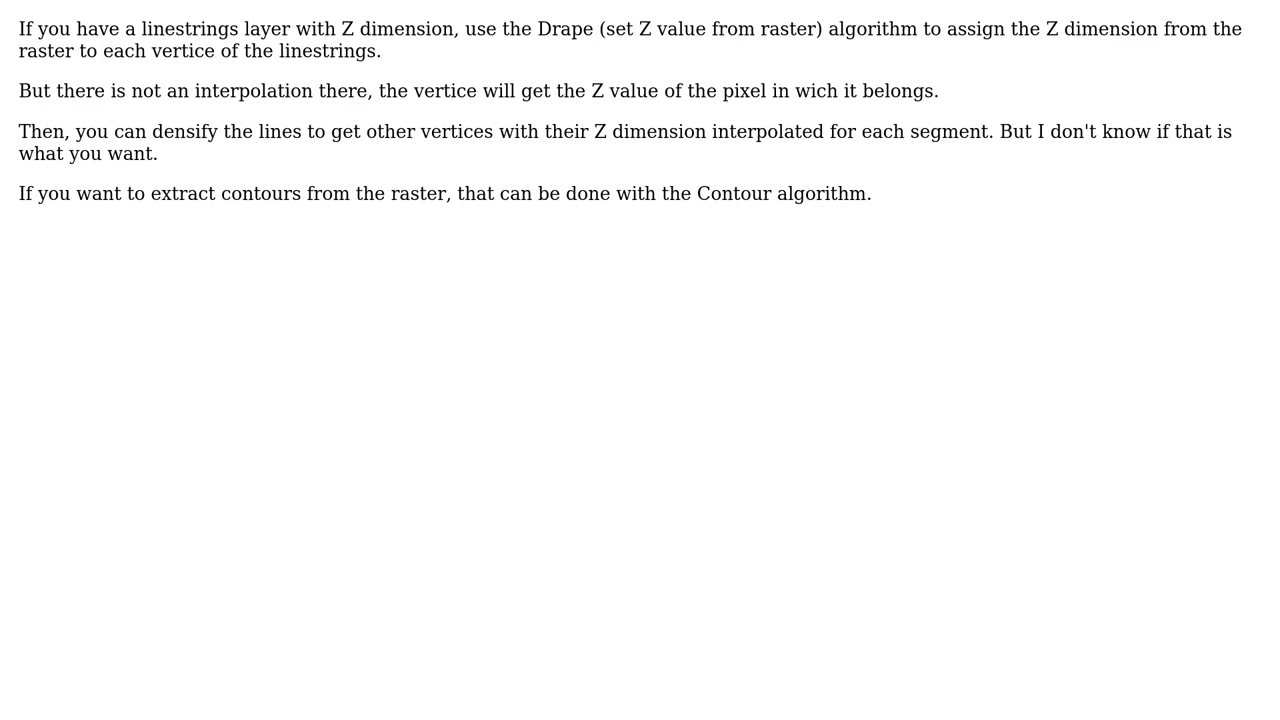 If you have a linestrings layer with Z dimension, use the Drape (set Z value from raster) algorithm to assign the Z dimension from the
raster to each vertice of the linestrings.
But there is not an interpolation there, the vertice will get the Z value of the pixel in wich it belongs.
Then, you can densify the lines to get other vertices with their Z dimension interpolated for each segment. But I don't know if that is
what you want.
If you want to extract contours from the raster, that can be done with the Contour algorithm.